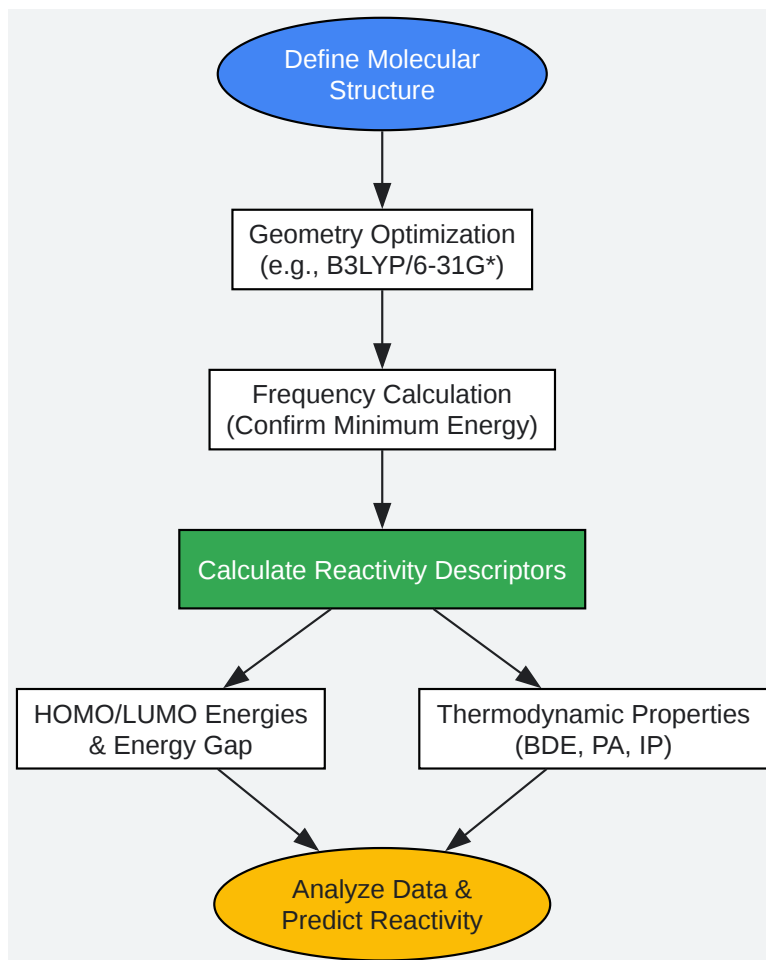 Define Molecular
Structure
Geometry Optimization
(e.g., B3LYP/6-31G*)
Frequency Calculation
(Confirm Minimum Energy)
Calculate Reactivity Descriptors
HOMO/LUMO Energies
& Energy Gap
Thermodynamic Properties
(BDE, PA, IP)
Analyze Data &
Predict Reactivity